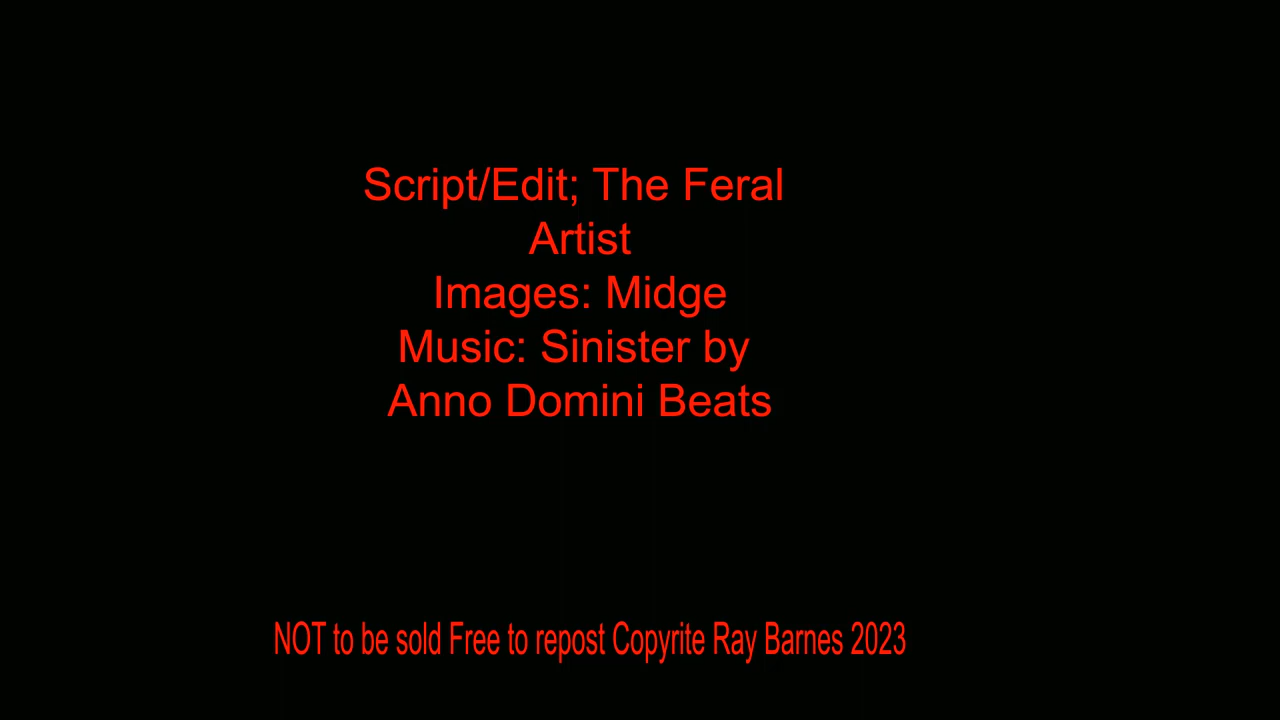 Script/Edit; The Feral
Artist
Images: Midge
Music: Sinister by
Anno Domini Beats
NOT to be sold Free to repost Copyrite Ray Barnes 2023